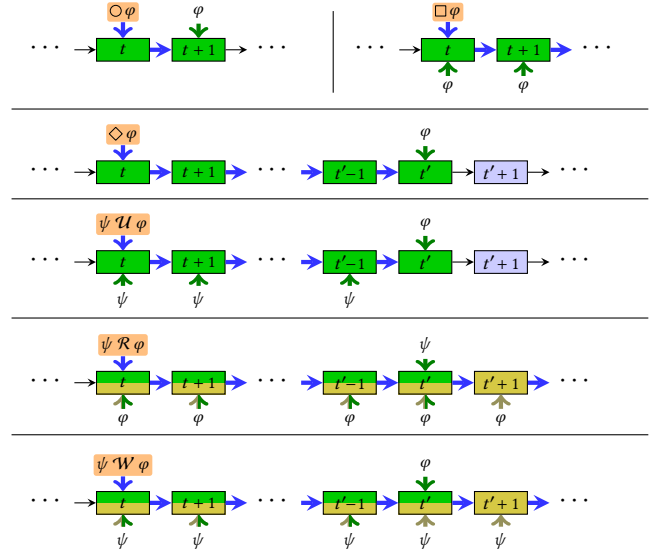 ○ φ φ □ φ
⋯ t t + 1 ⋯ ⋯ t t + 1 ⋯
φ φ
◇ φ φ
⋯ t t + 1 ⋯ t′−1 t′ t′ + 1 ⋯
ψ 𝒰 φ φ
⋯ t t + 1 ⋯ t′−1 t′ t′ + 1 ⋯
ψ ψ ψ
ψ ℛ φ ψ
⋯ t t + 1 ⋯ t′−1 t′ t′ + 1 ⋯
φ φ φ φ φ
ψ 𝒲 φ φ
⋯ t t + 1 ⋯ t′−1 t′ t′ + 1 ⋯
ψ ψ ψ ψ ψ